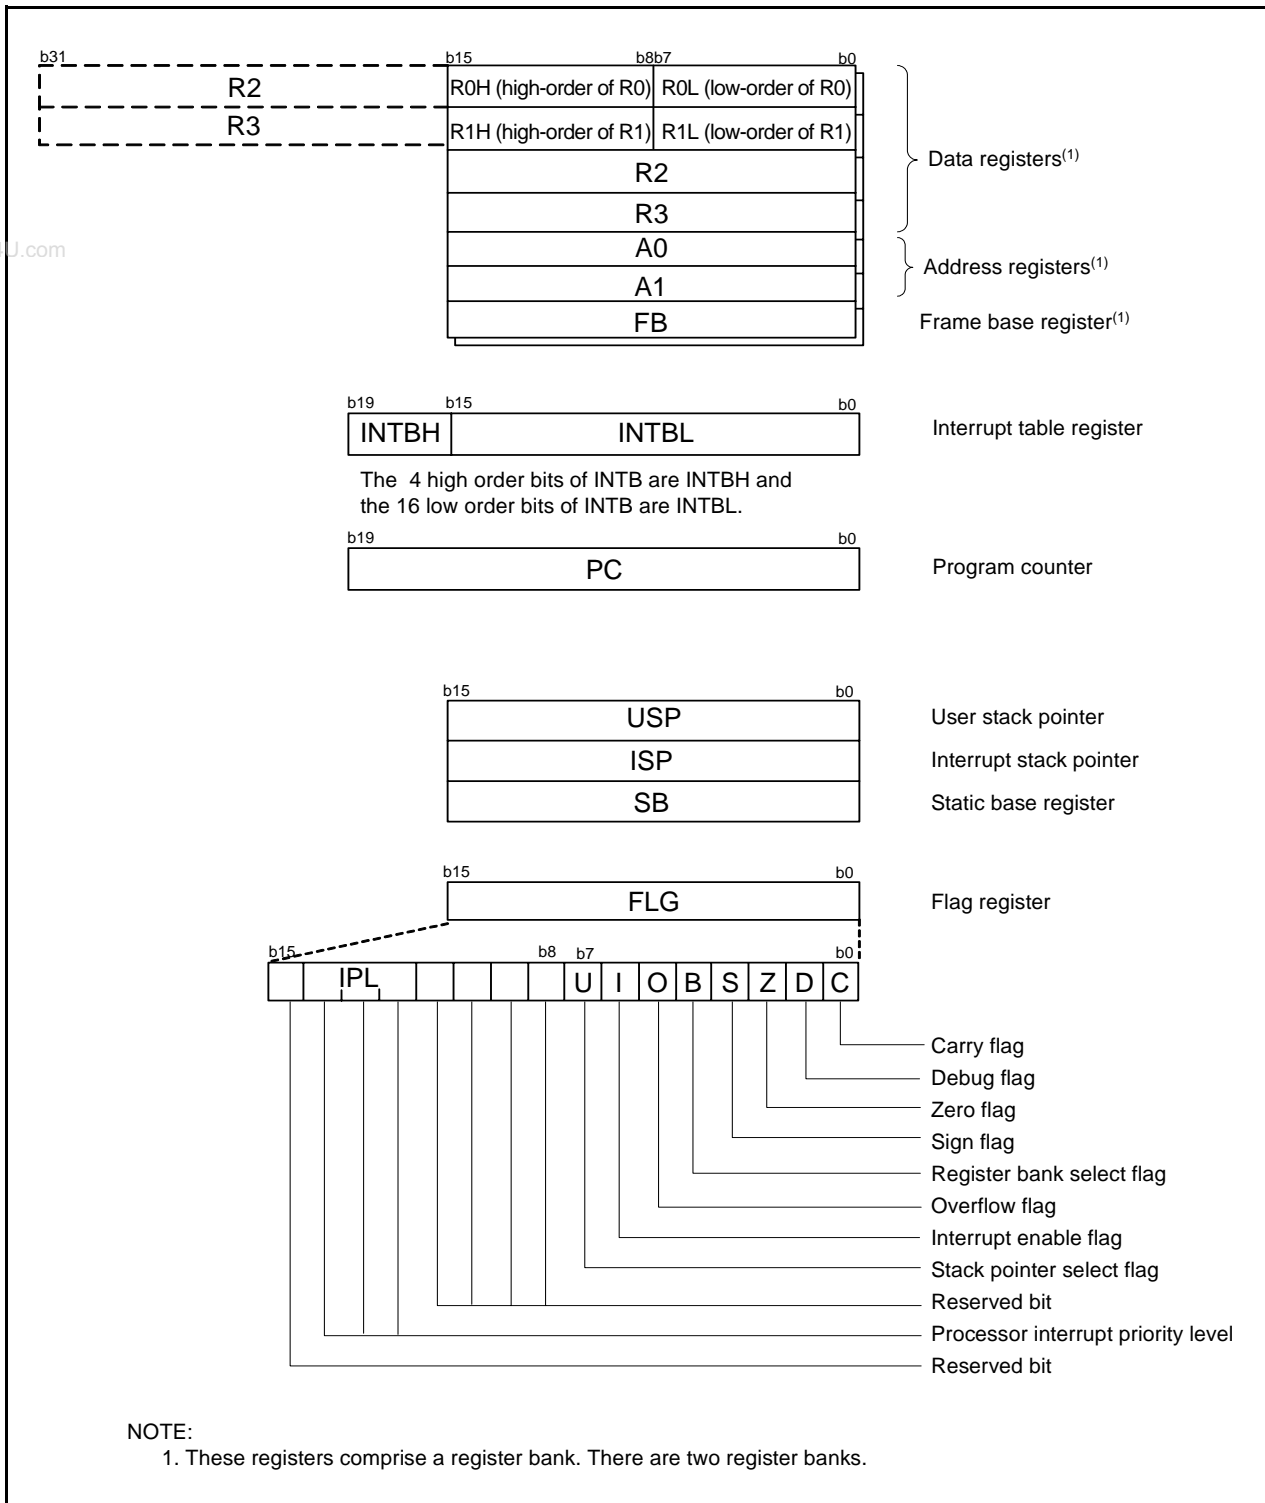 b31 b15 b8b7 b0
R2 R0H (high-order of R0) R0L (low-order of R0)
R3 R1H (high-order of R1) R1L (low-order of R1)
R2
Data registers(1)
R3
A0
4U.com
Address registers(1)
A1
FB Frame base register(1)
b19 b15 b0
INTBH INTBL Interrupt table register
The 4 high order bits of INTB are INTBH and
the 16 low order bits of INTB are INTBL.
b19 b0
PC Program counter
b15 b0
USP User stack pointer
ISP Interrupt stack pointer
SB Static base register
b15 b0
FLG Flag register
b15 b8 b7 b0
IPL U I O B S Z D C
Carry flag
Debug flag
Zero flag
Sign flag
Register bank select flag
Overflow flag
Interrupt enable flag
Stack pointer select flag
Reserved bit
Processor interrupt priority level
Reserved bit
NOTE:
1. These registers comprise a register bank. There are two register banks.